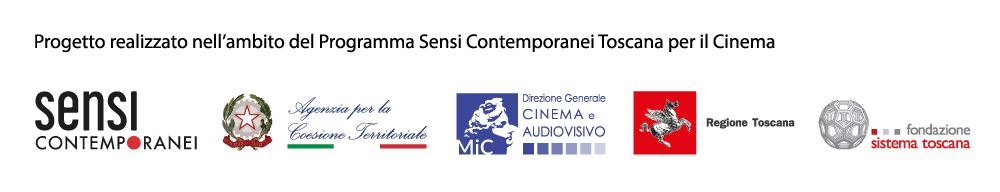 Progetto realizzato nell'ambito del Programma Sensi Contemporanei Toscana per il Cinema
sensi
CONTEMPORANEI
Agenzia per la
Coesione Territoriale
MiC
Direzione Generale
CINEMA e
AUDIOVISIVO
Regione Toscana
fondazione
sistema toscana